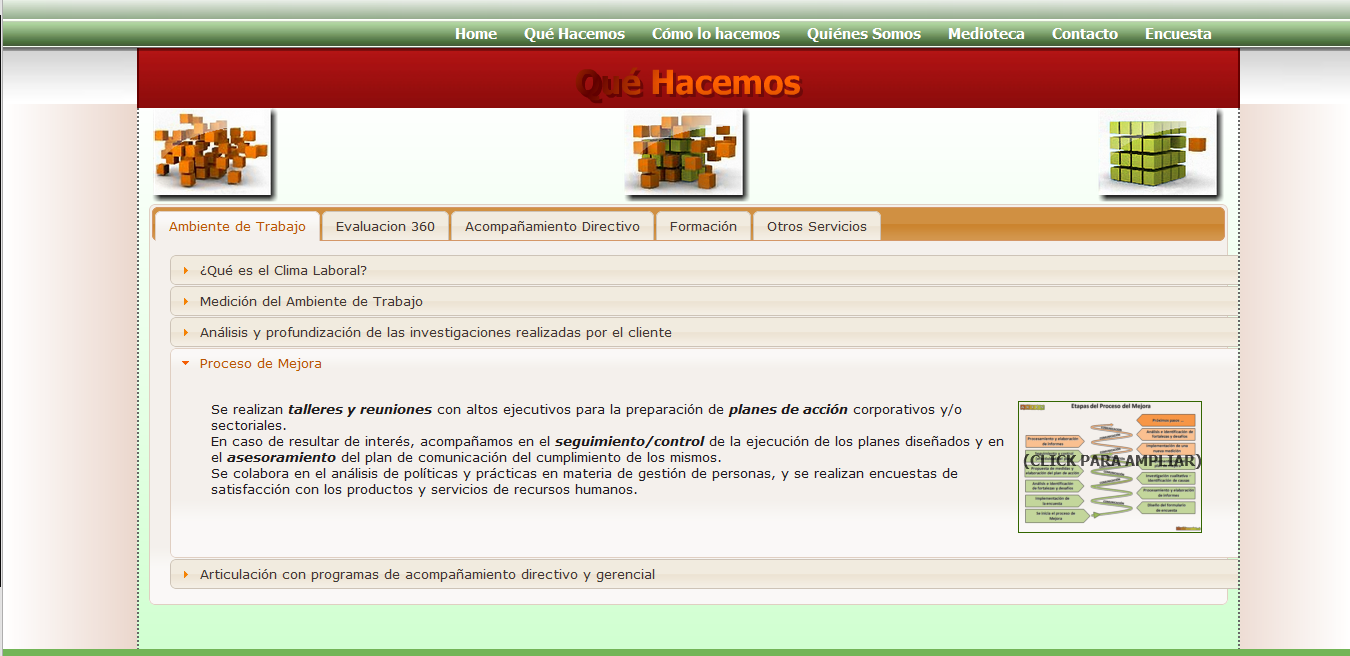 Home Qué Hacemos Cómo lo hacemos Quiénes Somos Medioteca Contacto Encuesta
Qué Hacemos
Ambiente de Trabajo Evaluacion 360 Acompañamiento Directivo Formación Otros Servicios
¿Qué es el Clima Laboral?
Medición del Ambiente de Trabajo
Análisis y profundización de las investigaciones realizadas por el cliente
Proceso de Mejora
Se realizan talleres y reuniones con altos ejecutivos para la preparación de planes de acción corporativos y/o
sectoriales.
En caso de resultar de interés, acompañamos en el seguimiento/control de la ejecución de los planes diseñados y en
el asesoramiento del plan de comunicación del cumplimiento de los mismos.
Se colabora en el análisis de políticas y prácticas en materia de gestión de personas, y se realizan encuestas de
satisfacción con los productos y servicios de recursos humanos.
Etapas del Proceso del Mejora
Próximos pasos ...
Procesamiento y elaboración
de informes
Análisis e identificación de
fortalezas y desafíos
Implementación de una
nueva medición
(CLICK PARA AMPLIAR)
Propuesta de medidas y
elaboración del plan de acción
Investigación cualitativa -
Identificación de causas
Análisis e identificación
de fortalezas y desafíos
Procesamiento y elaboración
de informes
Implementación de
la encuesta
Diseño del formulario
de encuesta
Se inicia el proceso de
Mejora
Articulación con programas de acompañamiento directivo y gerencial